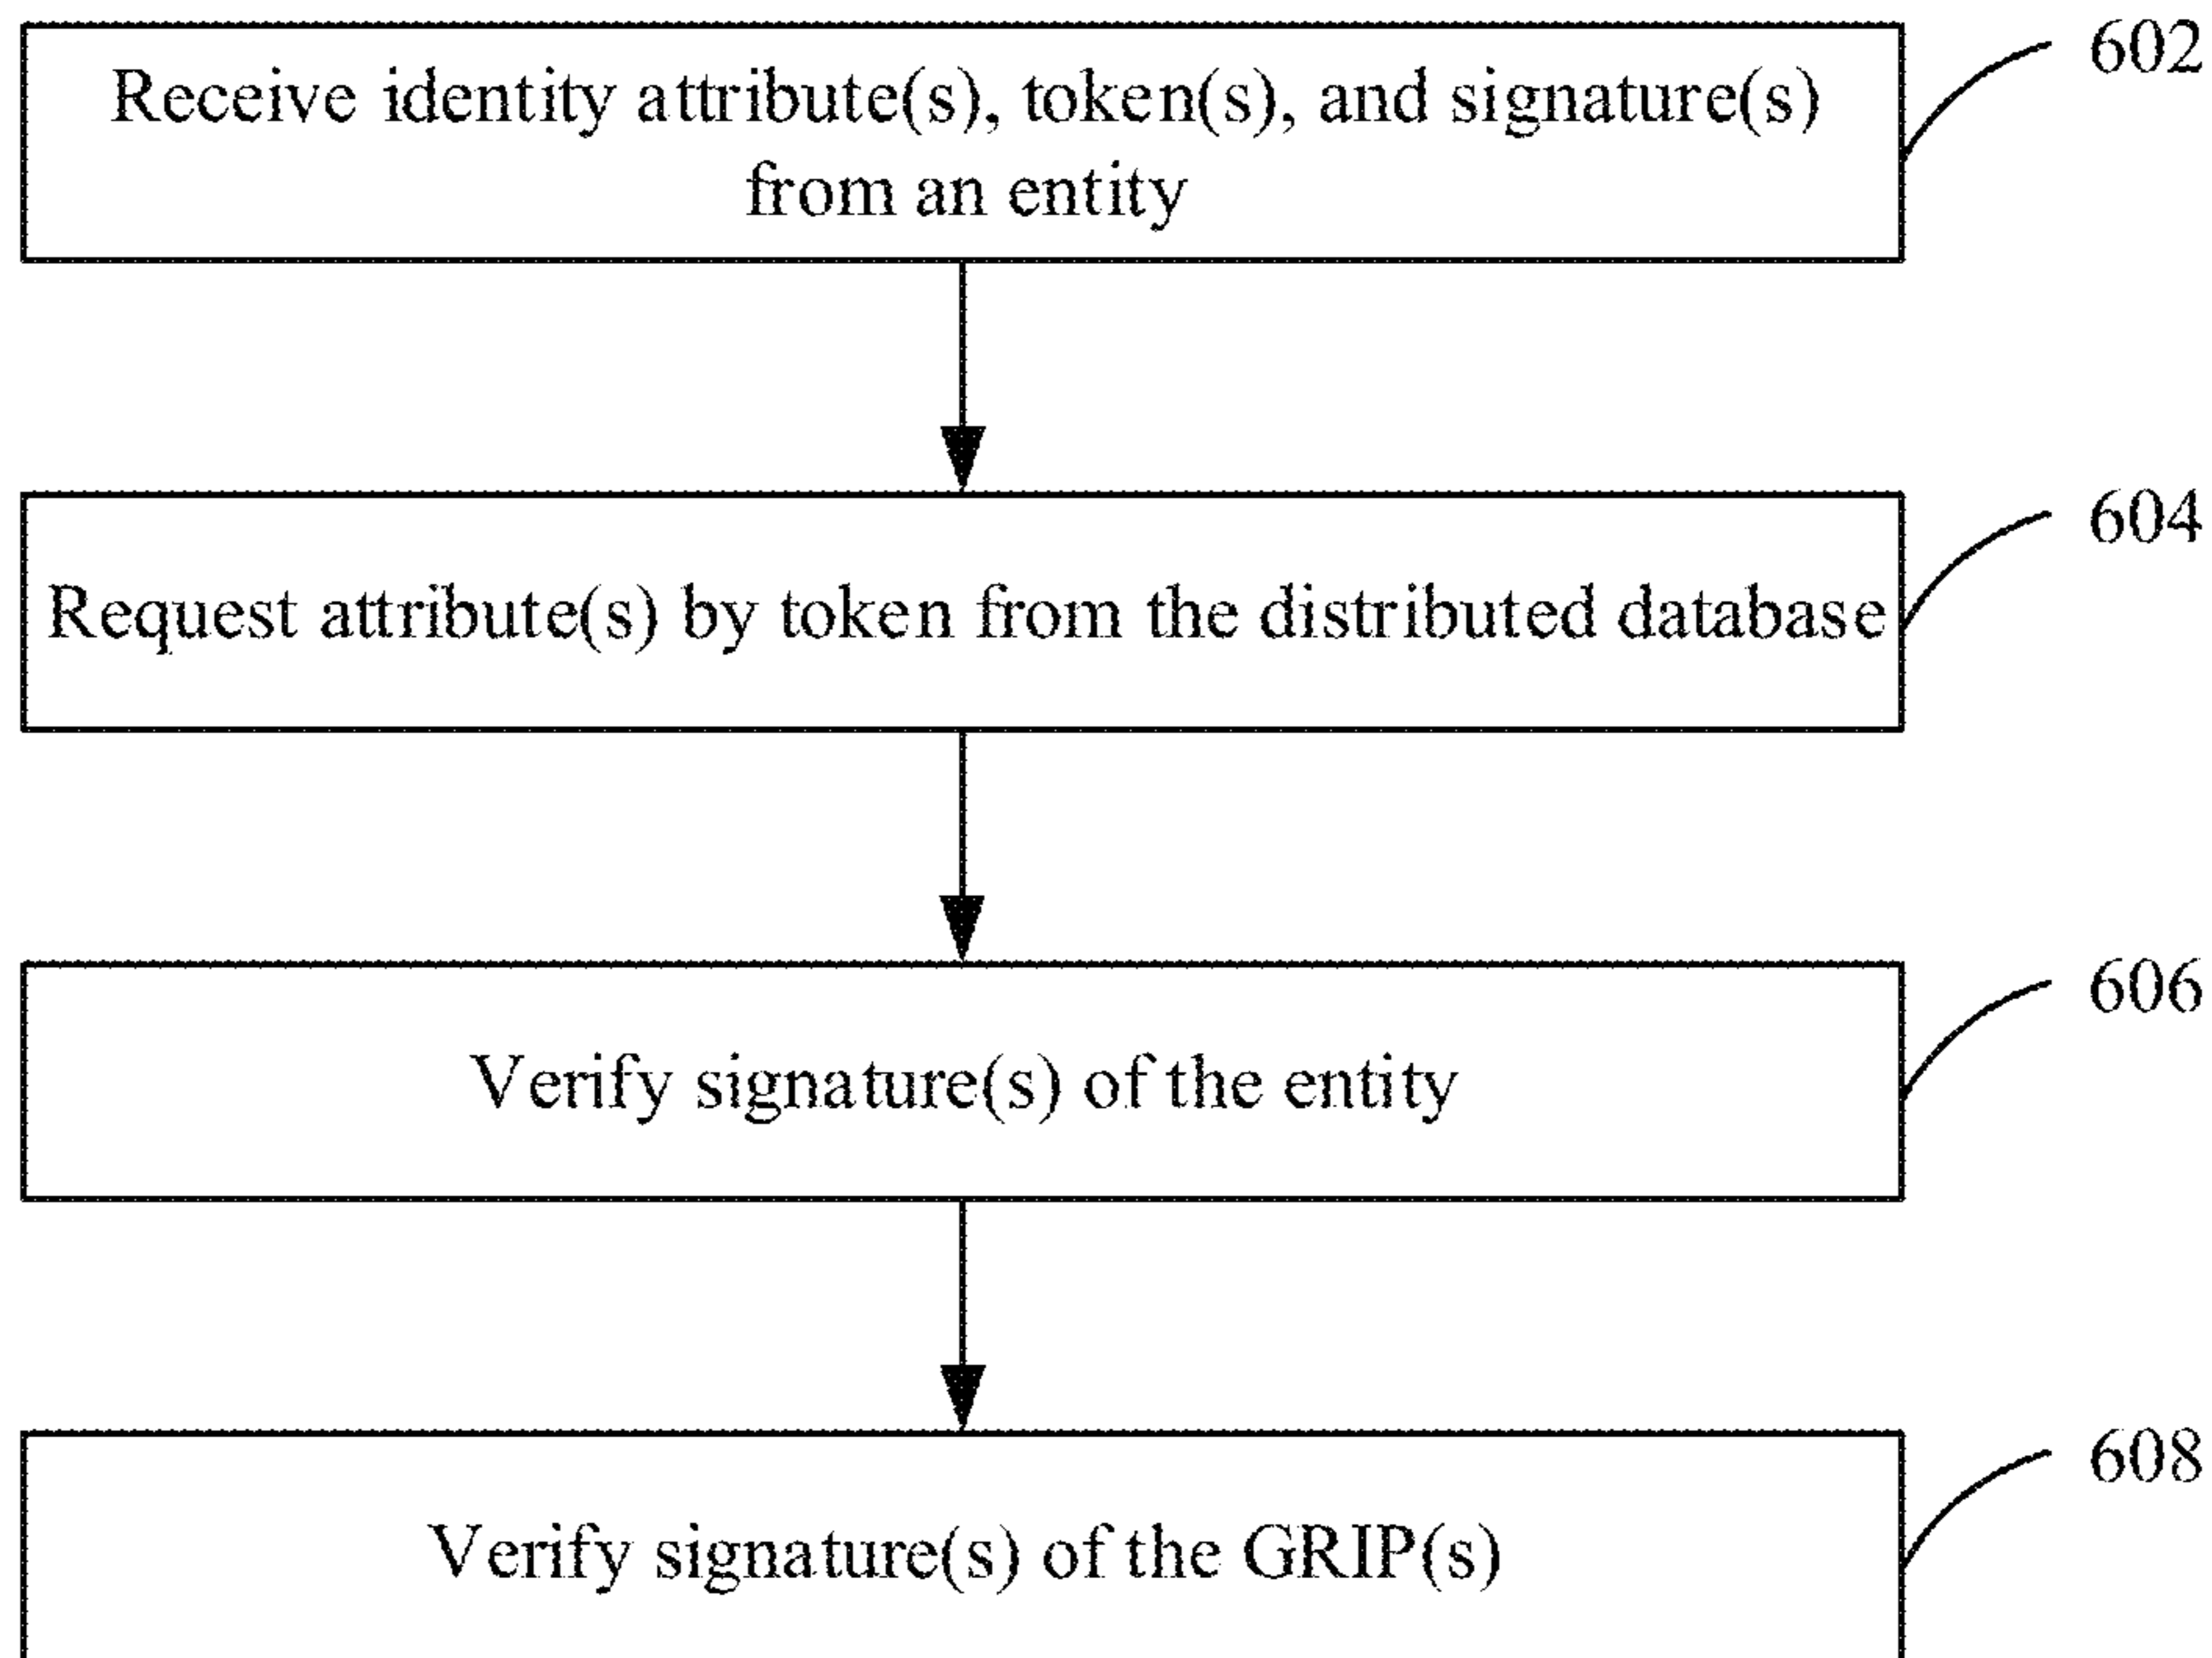 602
Receive identity attribute(s), token(s), and signature(s)
from an entity
604
Request attribute(s) by token from the distributed database
606
Verify signature(s) of the entity
608
Verify signature(s) of the GRIP(s)